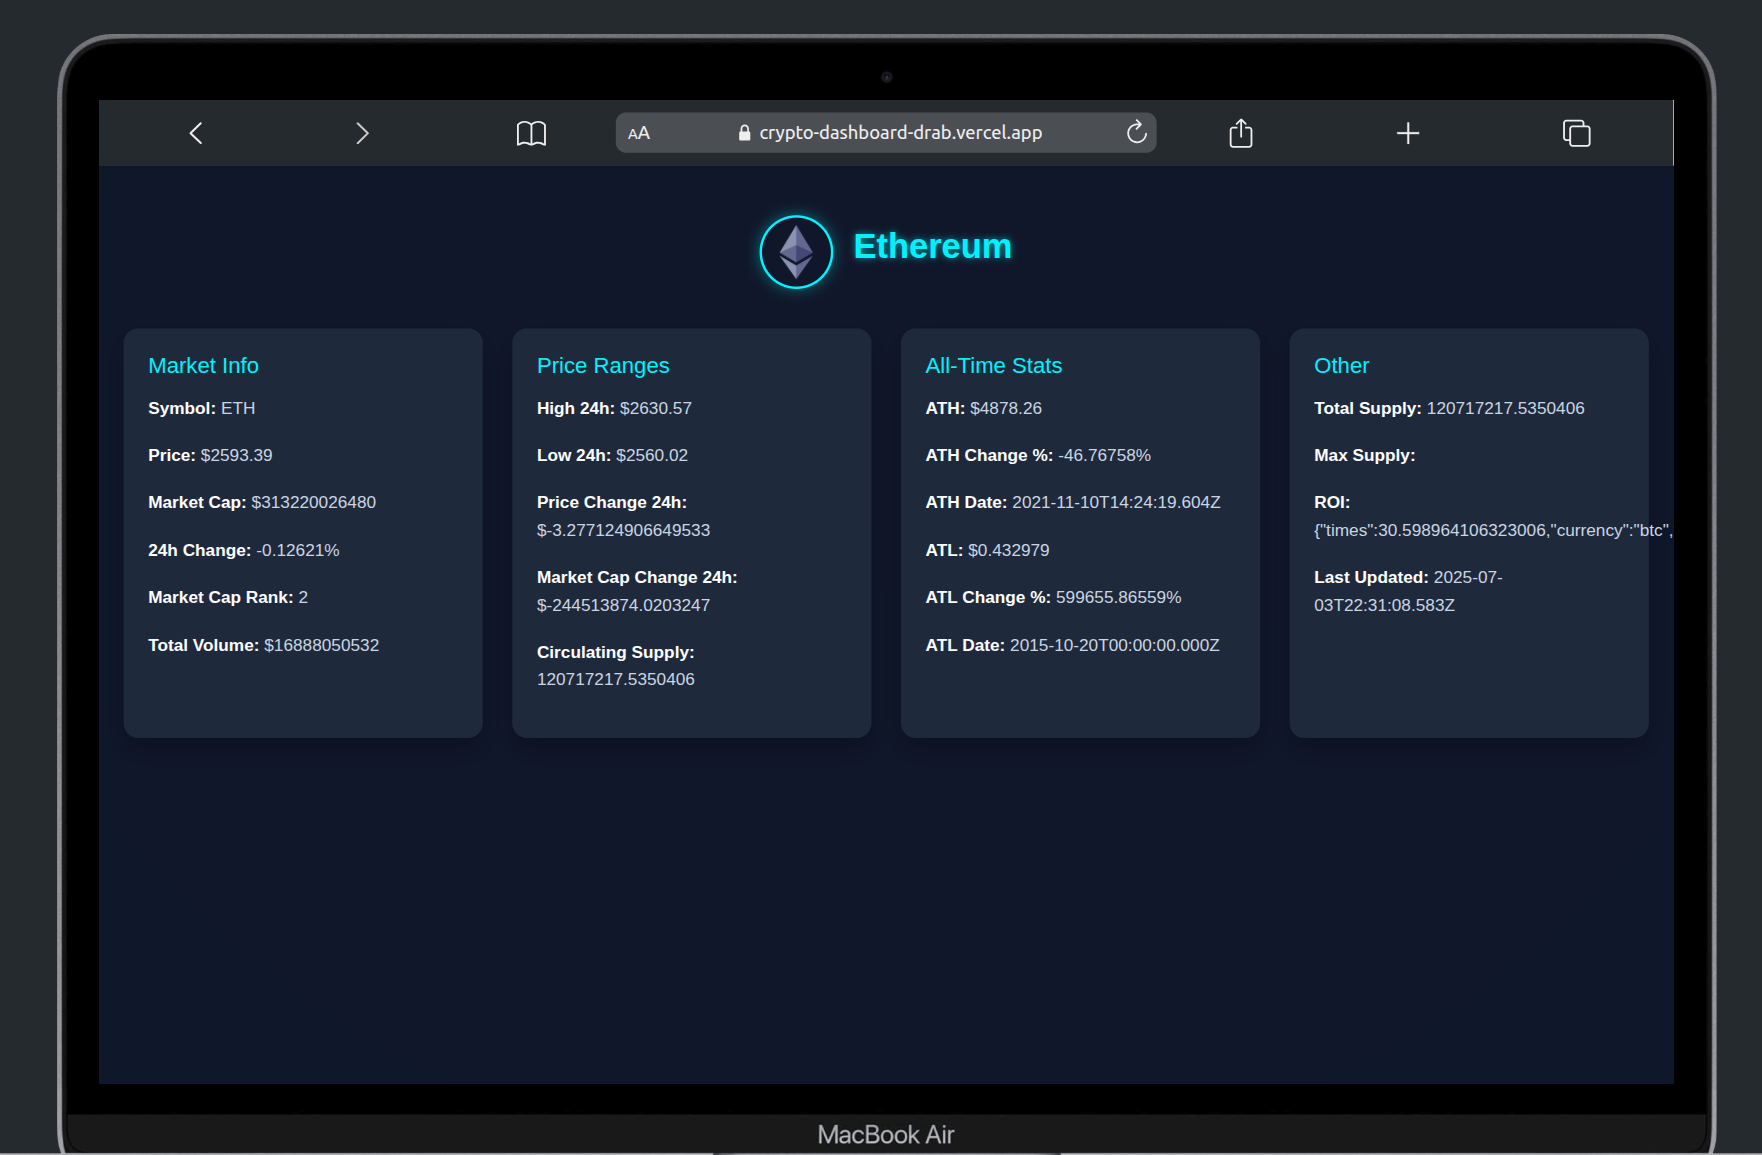 AA crypto-dashboard-drab.vercel.app
Ethereum
Market Info
Symbol: ETH
Price: $2593.39
Market Cap: $313220026480
24h Change: -0.12621%
Market Cap Rank: 2
Total Volume: $16888050532
Price Ranges
High 24h: $2630.57
Low 24h: $2560.02
Price Change 24h:
$-3.277124906649533
Market Cap Change 24h:
$-244513874.0203247
Circulating Supply:
120717217.5350406
All-Time Stats
ATH: $4878.26
ATH Change %: -46.76758%
ATH Date: 2021-11-10T14:24:19.604Z
ATL: $0.432979
ATL Change %: 599655.86559%
ATL Date: 2015-10-20T00:00:00.000Z
Other
Total Supply: 120717217.5350406
Max Supply:
ROI:
{"times":30.598964106323006,"currency":"btc",
Last Updated: 2025-07-
03T22:31:08.583Z
MacBook Air